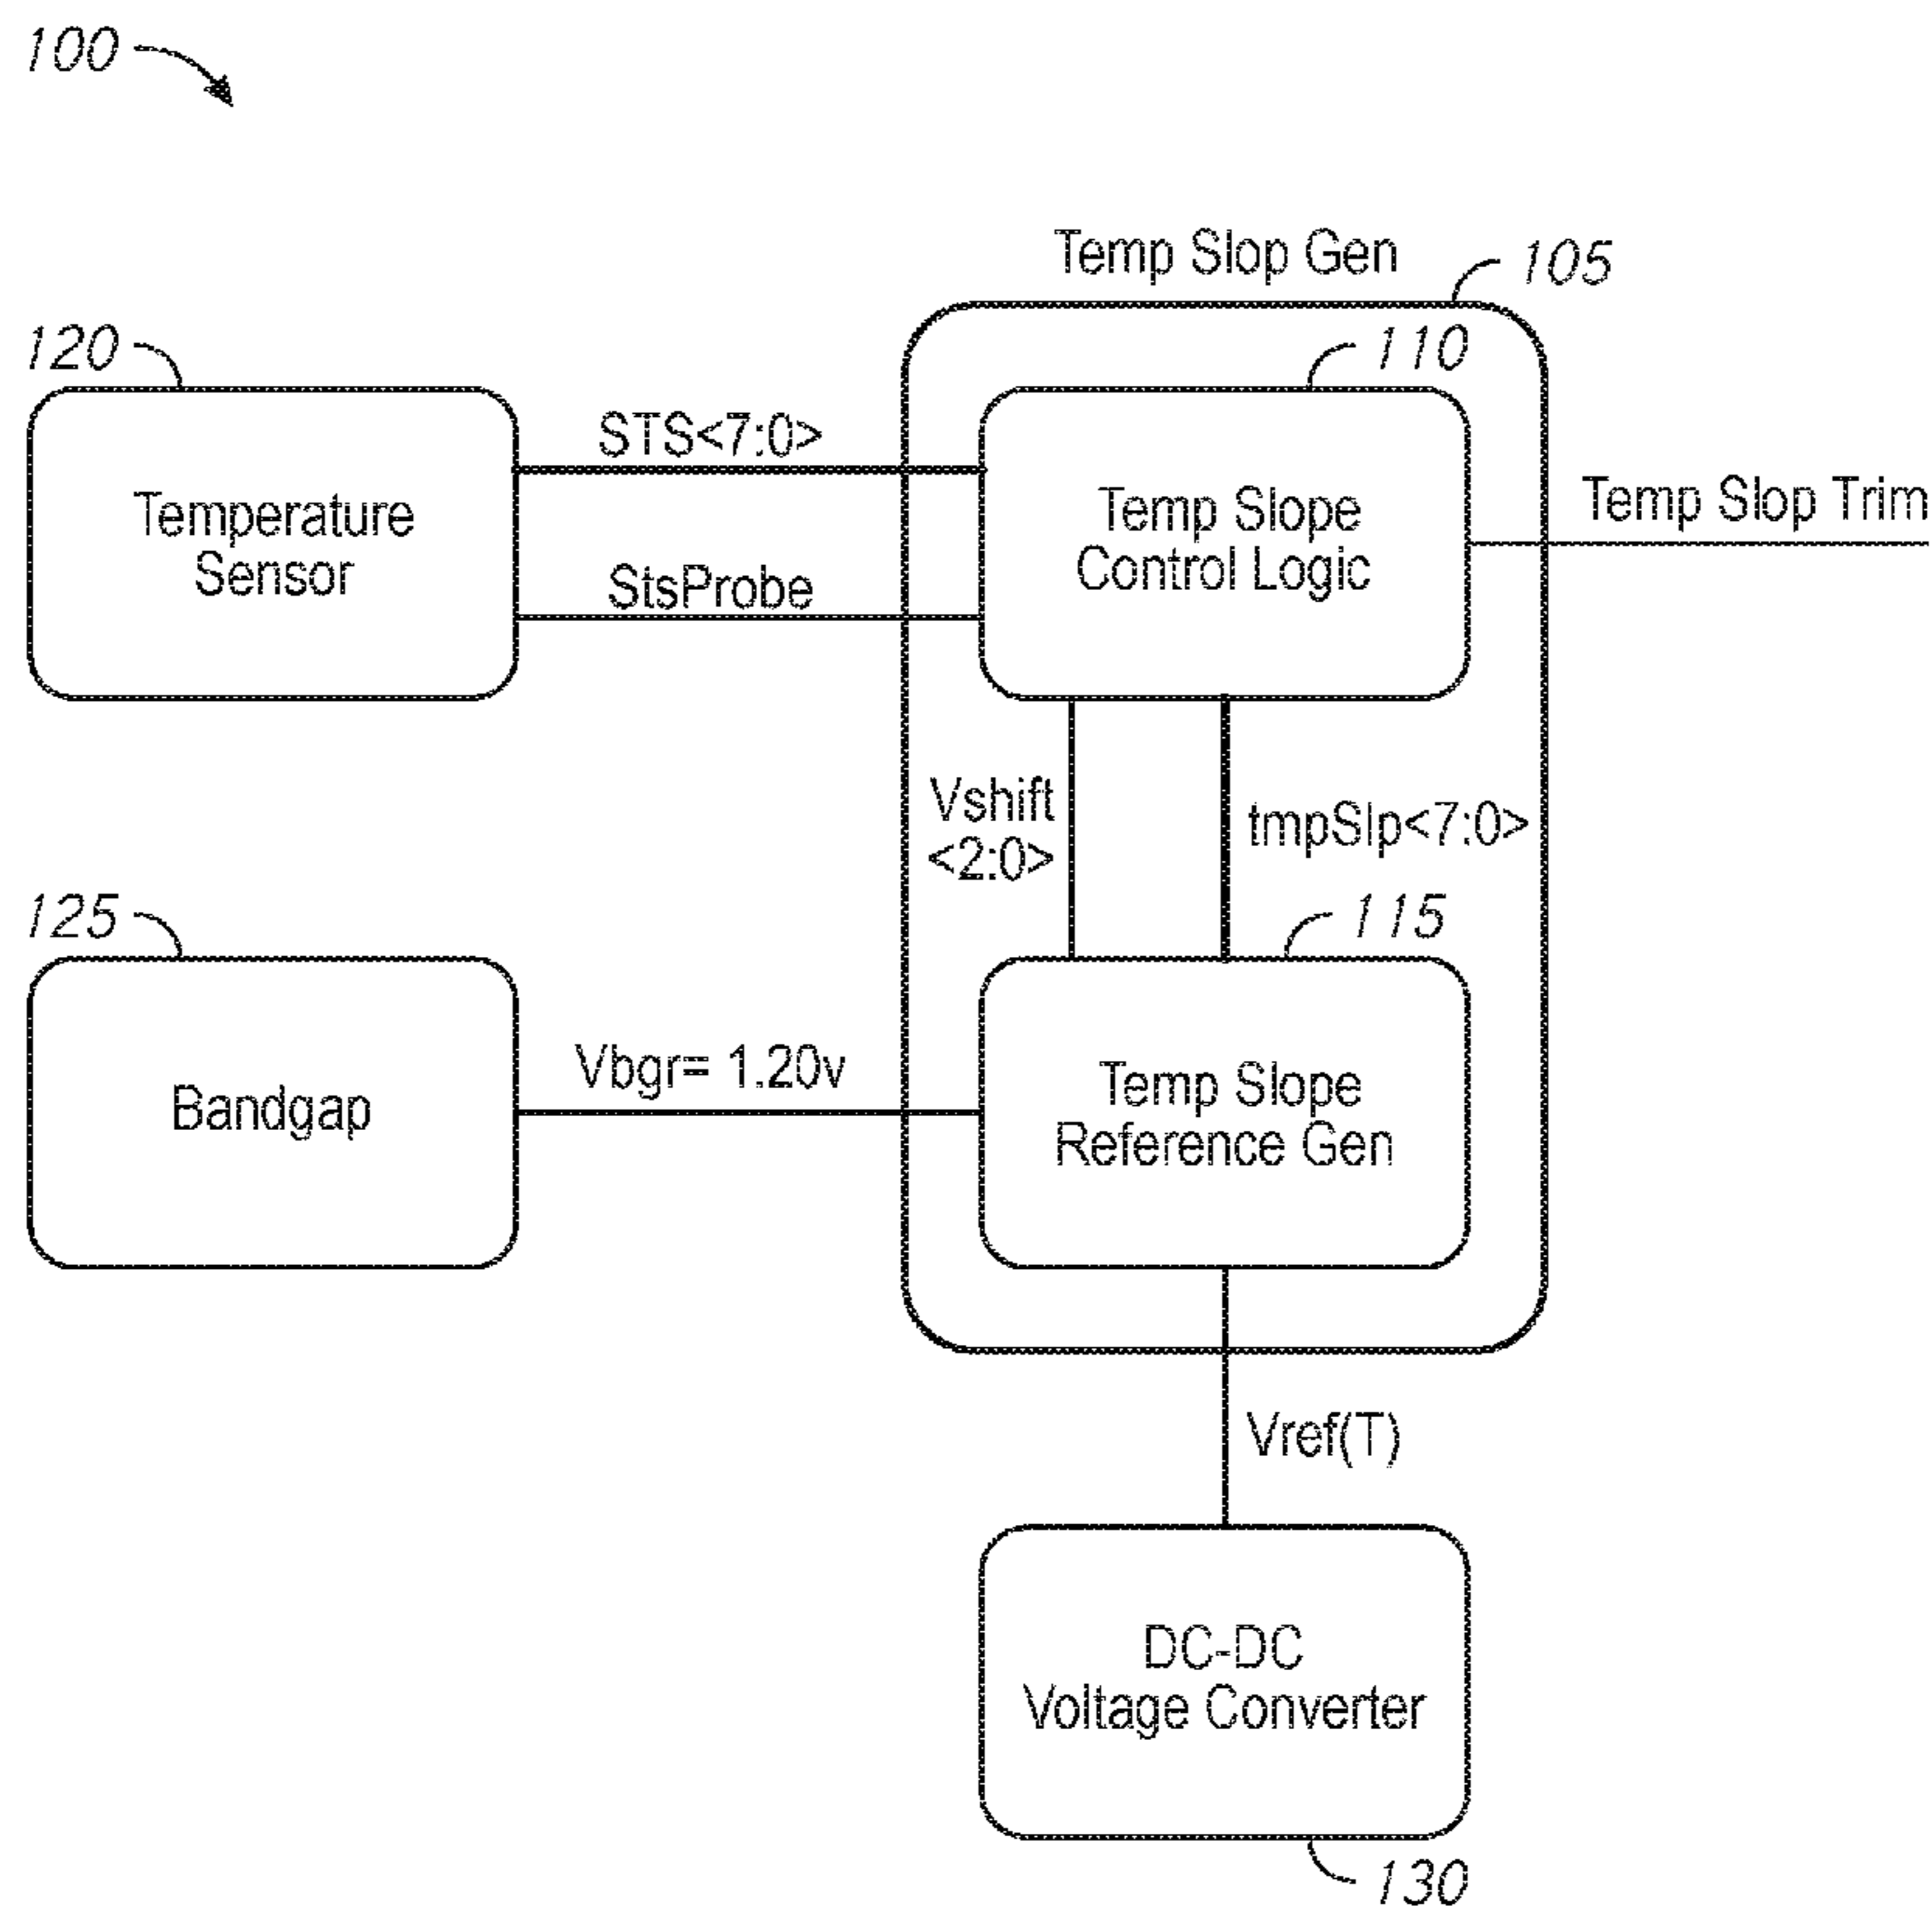 100
Temp Slop Gen
105
120
110
STS<7:0>
Temperature
Sensor
Temp Slope
Control Logic
Temp Slop Trim
StsProbe
Vshift
<2:0>
tmpSlp<7:0>
125
115
Bandgap
Vbgr= 1.20v
Temp Slope
Reference Gen
Vref(T)
DC-DC
Voltage Converter
130